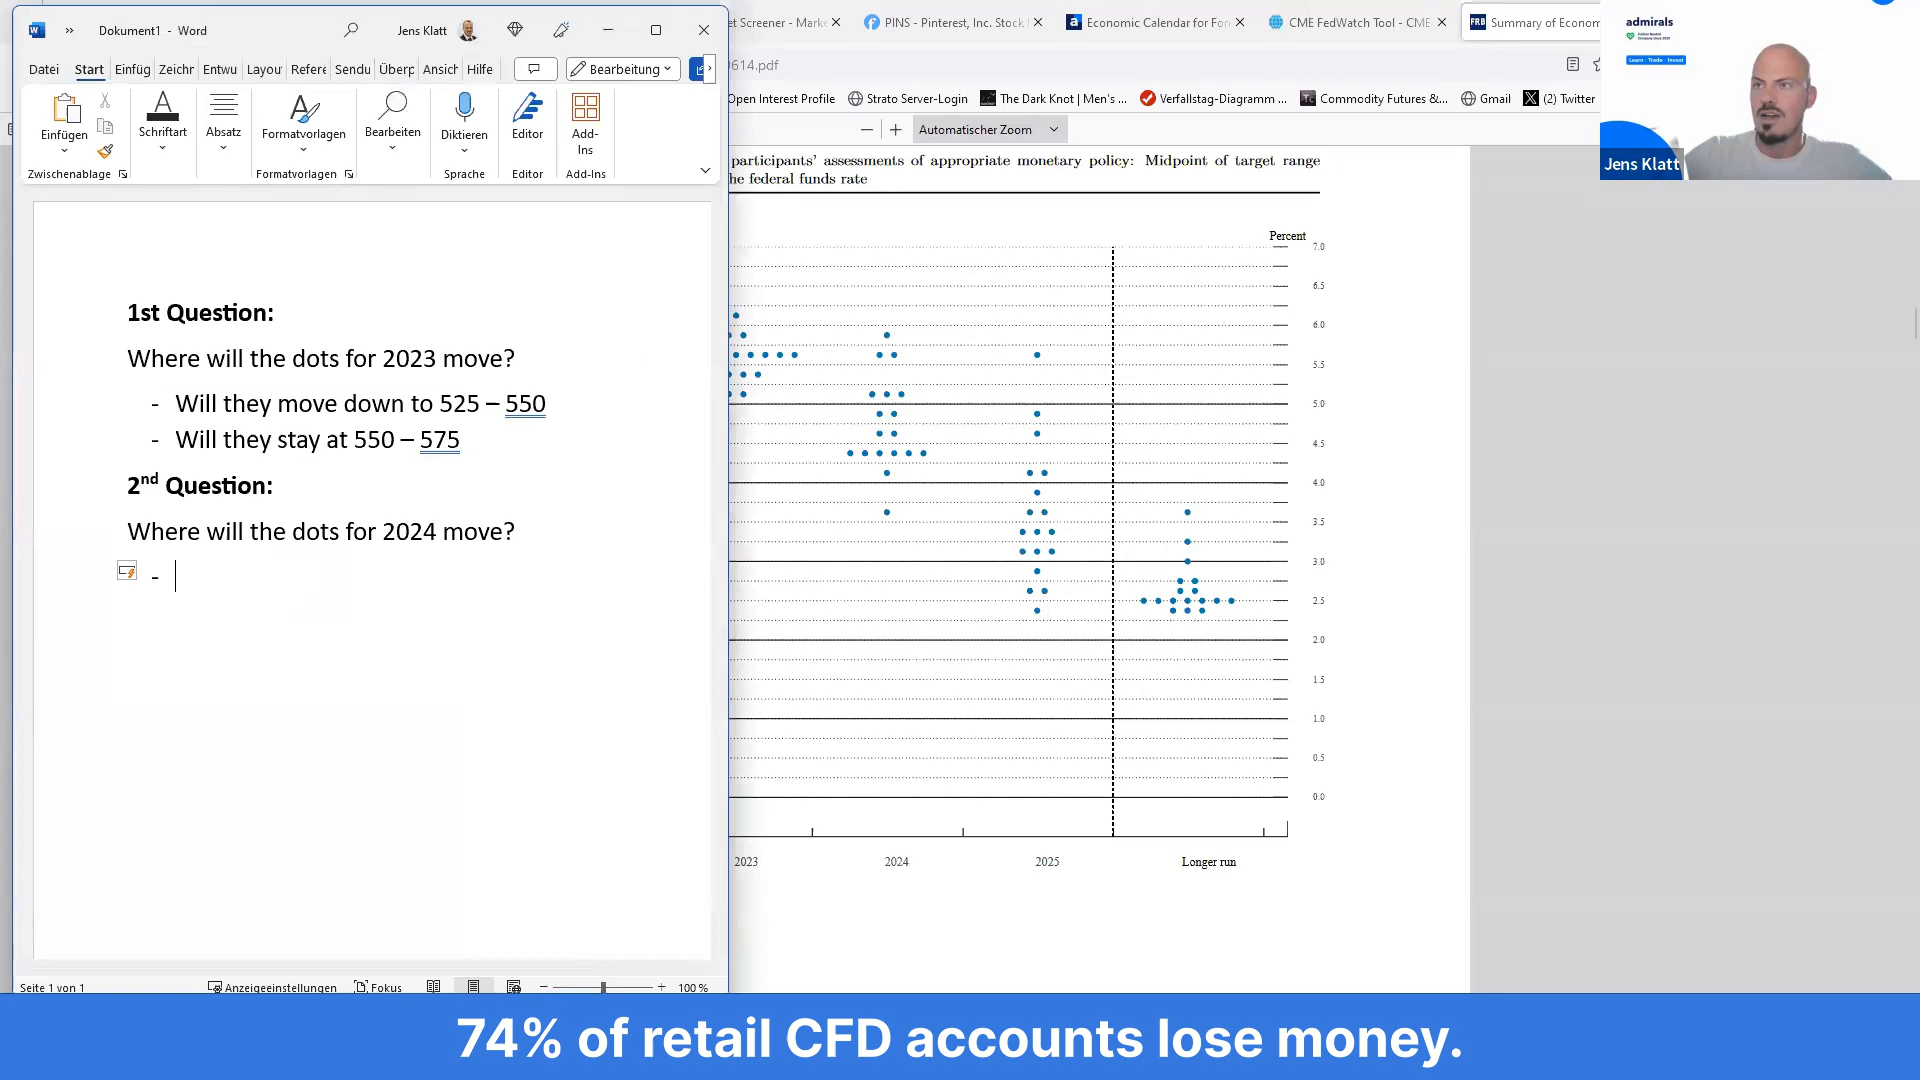 Dokument1 - Word
Jens Klatt
Datei Start Einfüg Zeichr Entwu Layou Refere Sendu Überp Ansich Hilfe
Bearbeitung
Einfügen
Schriftart
Absatz
Formatvorlagen
Bearbeiten
Diktieren
Editor
Add-
Ins
Zwischenablage
Formatvorlagen
Sprache
Editor
Add-Ins
1st Question:
Where will the dots for 2023 move?
- Will they move down to 525 – 550
- Will they stay at 550 – 575
2nd Question:
Where will the dots for 2024 move?
-
Seite 1 von 1
Anzeigeeinstellungen
Fokus
100 %
et Screener - Marke
PINS - Pinterest, Inc. Stock
Economic Calendar for For
CME FedWatch Tool - CME
Summary of Econom
0614.pdf
Open Interest Profile
Strato Server-Login
The Dark Knot | Men's ...
Verfallstag-Diagramm ...
Commodity Futures &...
Gmail
(2) Twitter
Automatischer Zoom
participants' assessments of appropriate monetary policy: Midpoint of target range
he federal funds rate
Percent
7.0
6.5
6.0
5.5
5.0
4.5
4.0
3.5
3.0
2.5
2.0
1.5
1.0
0.5
0.0
2023 2024 2025 Longer run
admirals
Learn · Trade · Invest
Jens Klatt
74% of retail CFD accounts lose money.